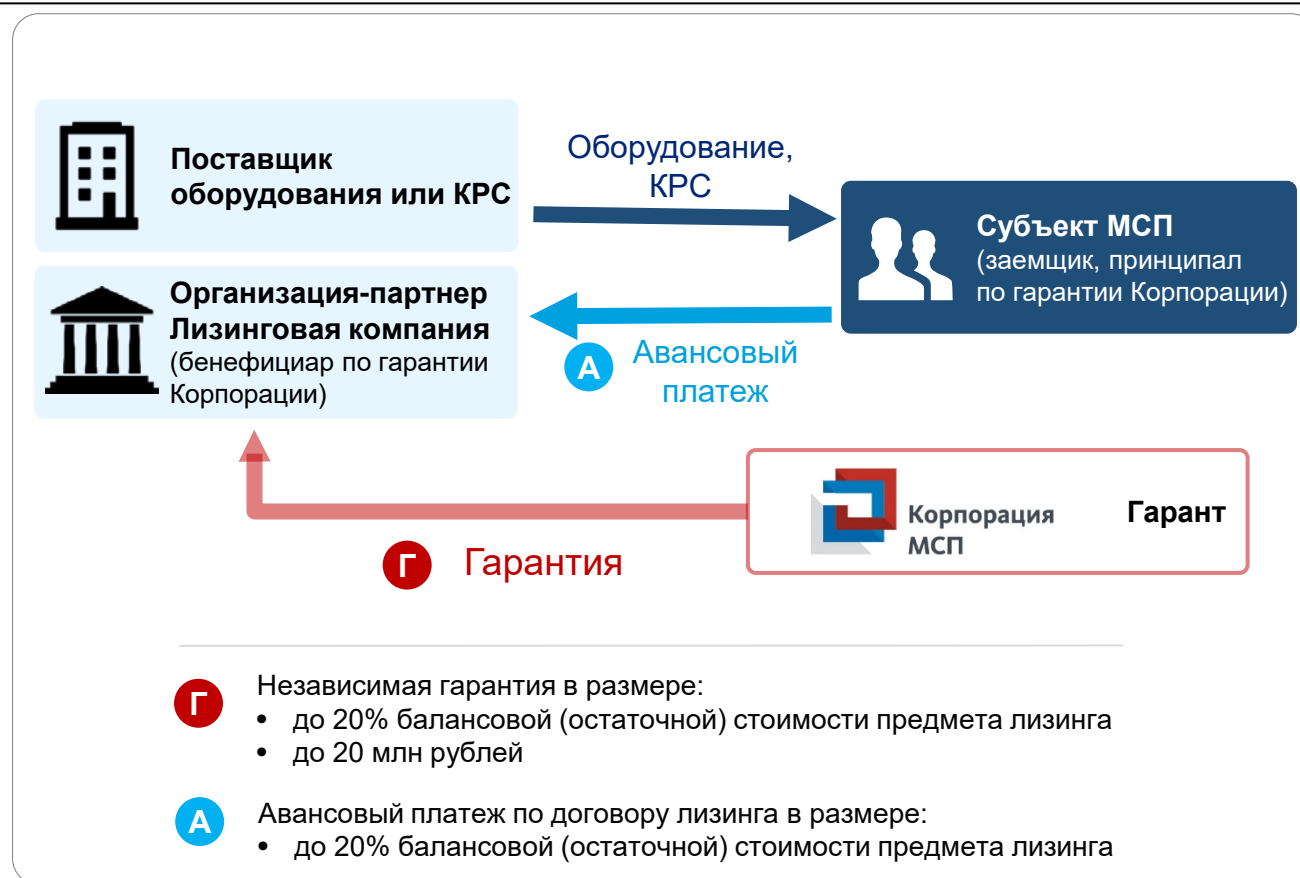 Поставщик
оборудования или КРС
Оборудование,
КРС
Субъект МСП
(заемщик, принципал
по гарантии Корпорации)
Организация-партнер
Лизинговая компания
(бенефициар по гарантии
Корпорации)
А
Авансовый
платеж
Корпорация
МСП
Гарант
Г
Гарантия
Г
Независимая гарантия в размере:
• до 20% балансовой (остаточной) стоимости предмета лизинга
• до 20 млн рублей
А
Авансовый платеж по договору лизинга в размере:
• до 20% балансовой (остаточной) стоимости предмета лизинга